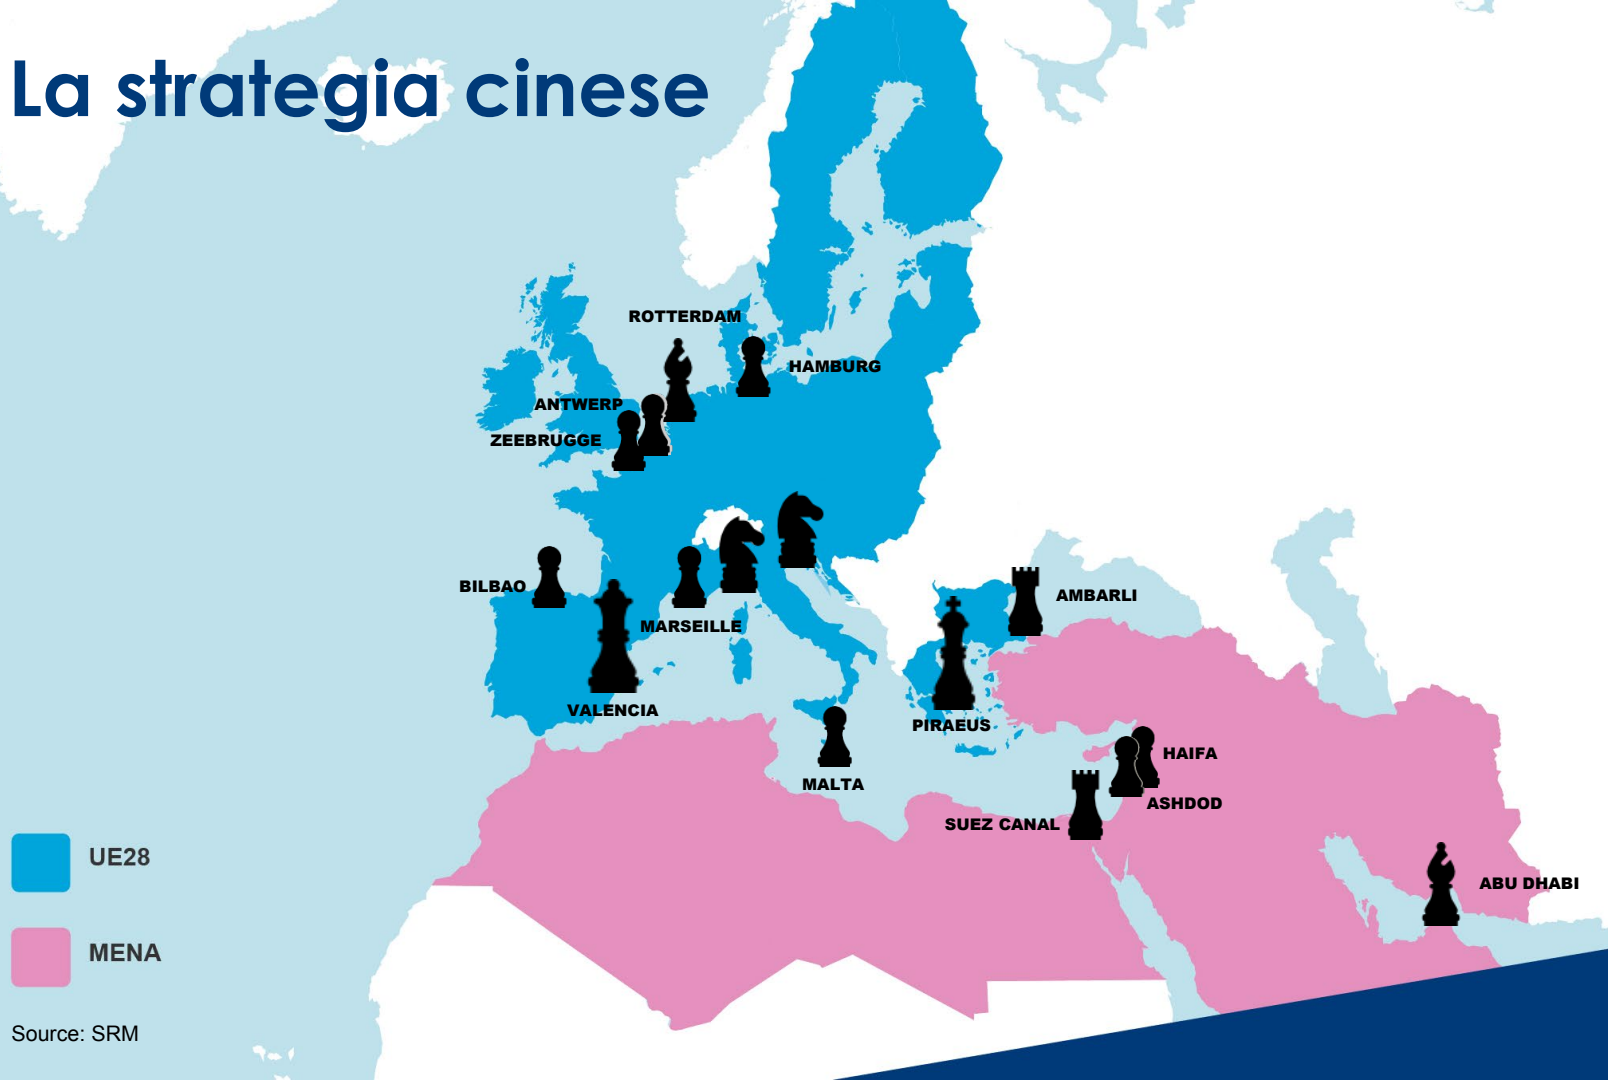 La strategia cinese
ROTTERDAM
HAMBURG
ANTWERP
ZEEBRUGGE
BILBAO
AMBARLI
MARSEILLE
VALENCIA
PIRAEUS
HAIFA
MALTA
ASHDOD
SUEZ CANAL
UE28
ABU DHABI
MENA
Source: SRM